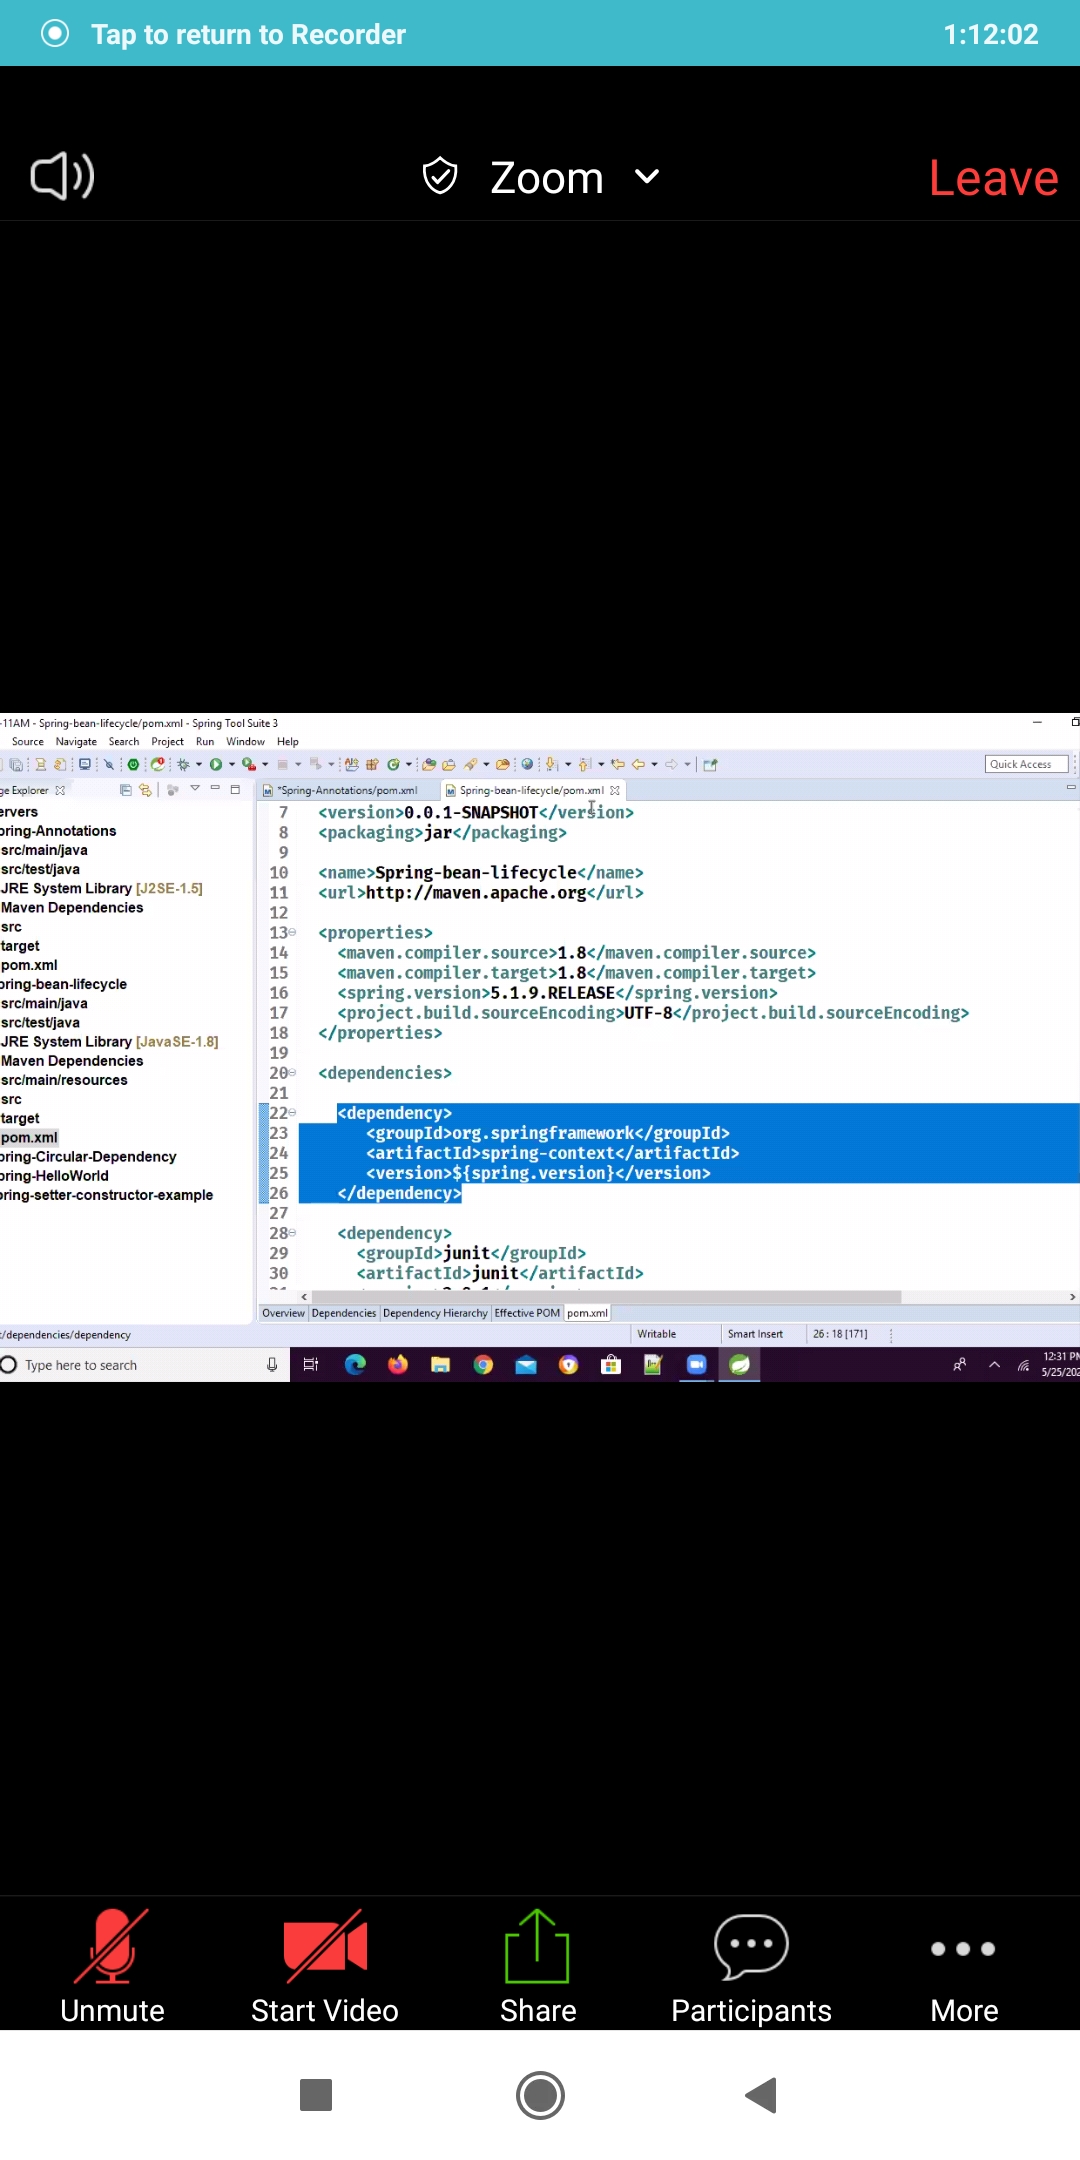 Tap to return to Recorder 1:12:02
Zoom Leave
-11AM - Spring-bean-lifecycle/pom.xml - Spring Tool Suite 3
Source Navigate Search Project Run Window Help
Quick Access
ge Explorer
*Spring-Annotations/pom.xml Spring-bean-lifecycle/pom.xml
ervers
pring-Annotations
src/main/java
src/test/java
JRE System Library [J2SE-1.5]
Maven Dependencies
src
target
pom.xml
pring-bean-lifecycle
src/main/java
src/test/java
JRE System Library [JavaSE-1.8]
Maven Dependencies
src/main/resources
src
target
pom.xml
pring-Circular-Dependency
pring-HelloWorld
pring-setter-constructor-example
7 <version>0.0.1-SNAPSHOT</version>
8 <packaging>jar</packaging>
9
10 <name>Spring-bean-lifecycle</name>
11 <url>http://maven.apache.org</url>
12
13 <properties>
14 <maven.compiler.source>1.8</maven.compiler.source>
15 <maven.compiler.target>1.8</maven.compiler.target>
16 <spring.version>5.1.9.RELEASE</spring.version>
17 <project.build.sourceEncoding>UTF-8</project.build.sourceEncoding>
18 </properties>
19
20 <dependencies>
21
22 <dependency>
23 <groupId>org.springframework</groupId>
24 <artifactId>spring-context</artifactId>
25 <version>${spring.version}</version>
26 </dependency>
27
28 <dependency>
29 <groupId>junit</groupId>
30 <artifactId>junit</artifactId>
Overview Dependencies Dependency Hierarchy Effective POM pom.xml
:/dependencies/dependency Writable Smart Insert 26 : 18 [171]
Type here to search
12:31 PM
5/25/202
Unmute Start Video Share Participants More